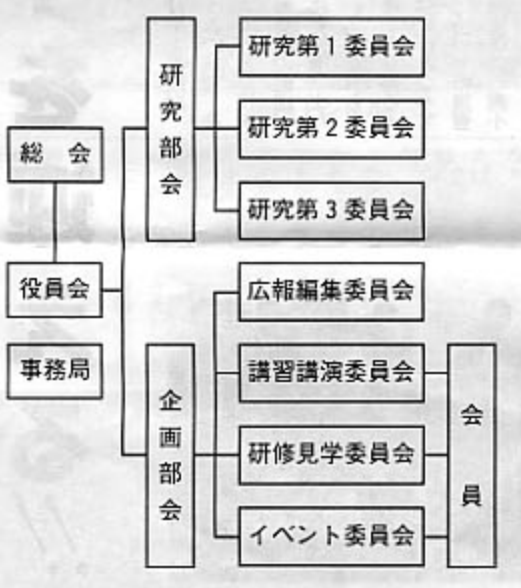 総　会
役員会
事務局
研究部会
研究第１委員会
研究第２委員会
研究第３委員会
企画部会
広報編集委員会
講習講演委員会
研修見学委員会
イベント委員会
会員